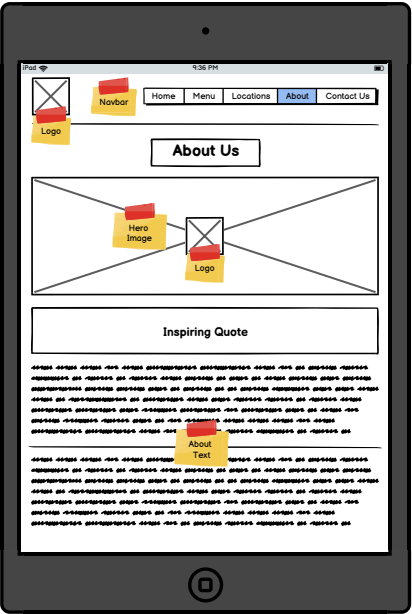 iPad 9:36 PM
Navbar
Home Menu Locations About Contact Us
Logo
About Us
Hero
Image
Logo
Inspiring Quote
About
Text